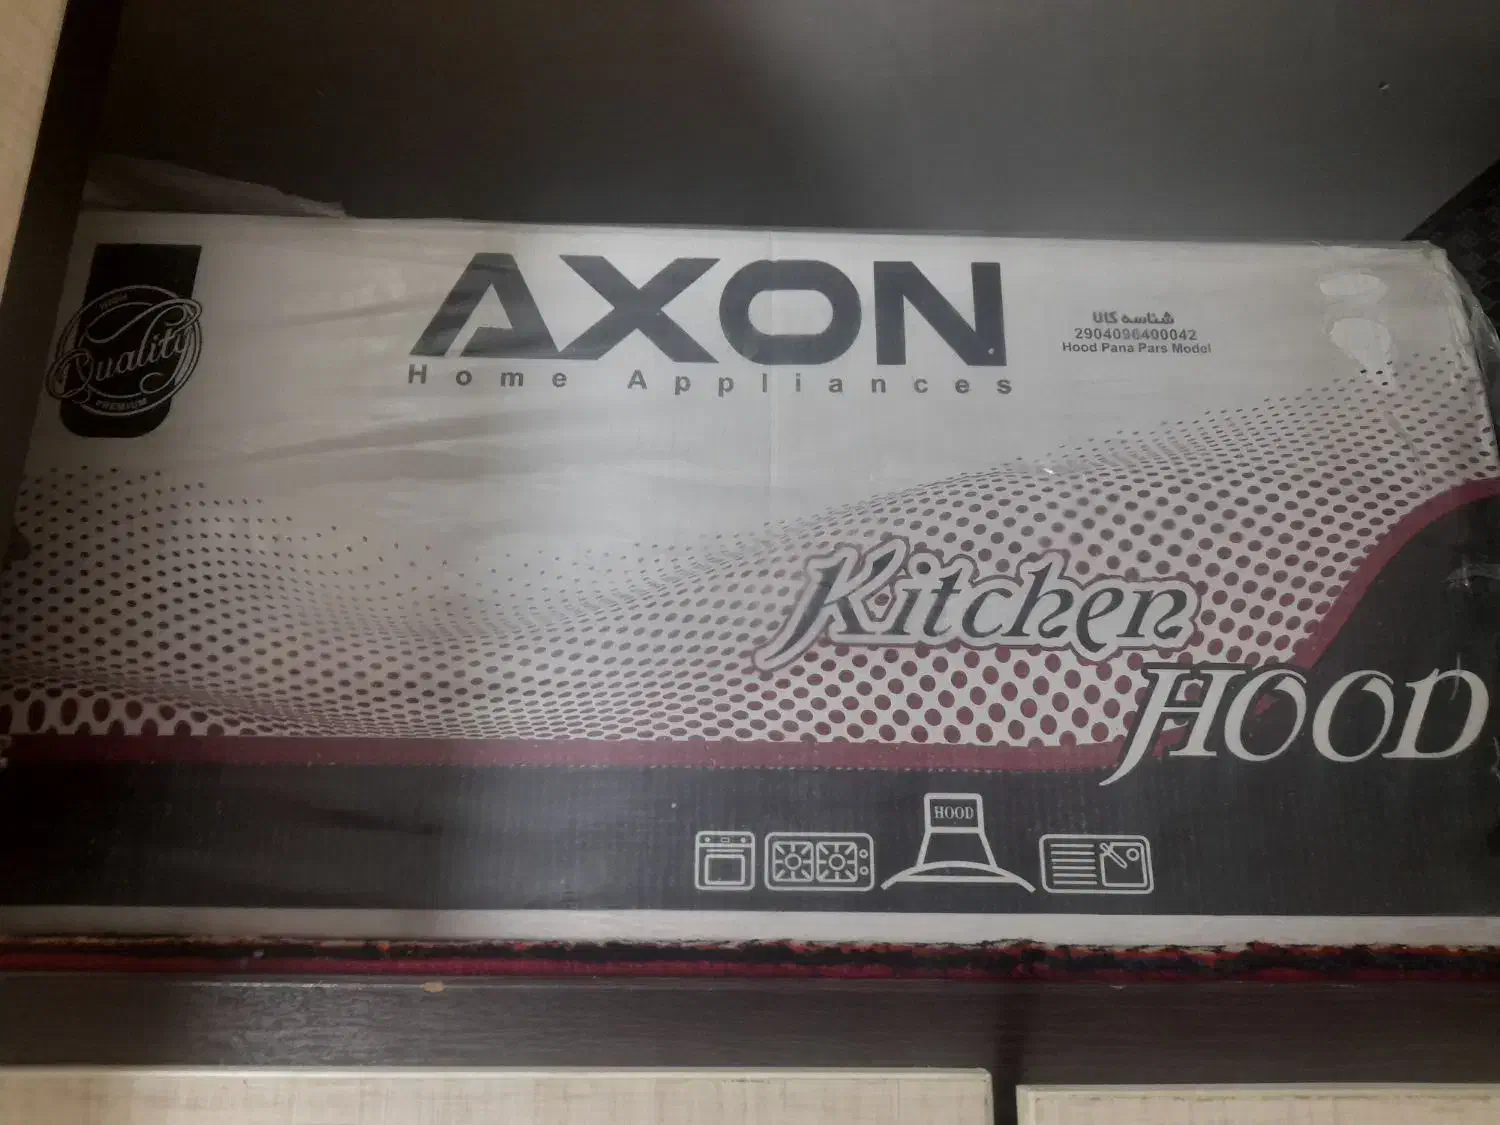 AXON
Home Appliances
شناسه کالا
2904096400042
Hood Pana Pars Model
Quality
PREMIUM
Kitchen
HOOD
HOOD